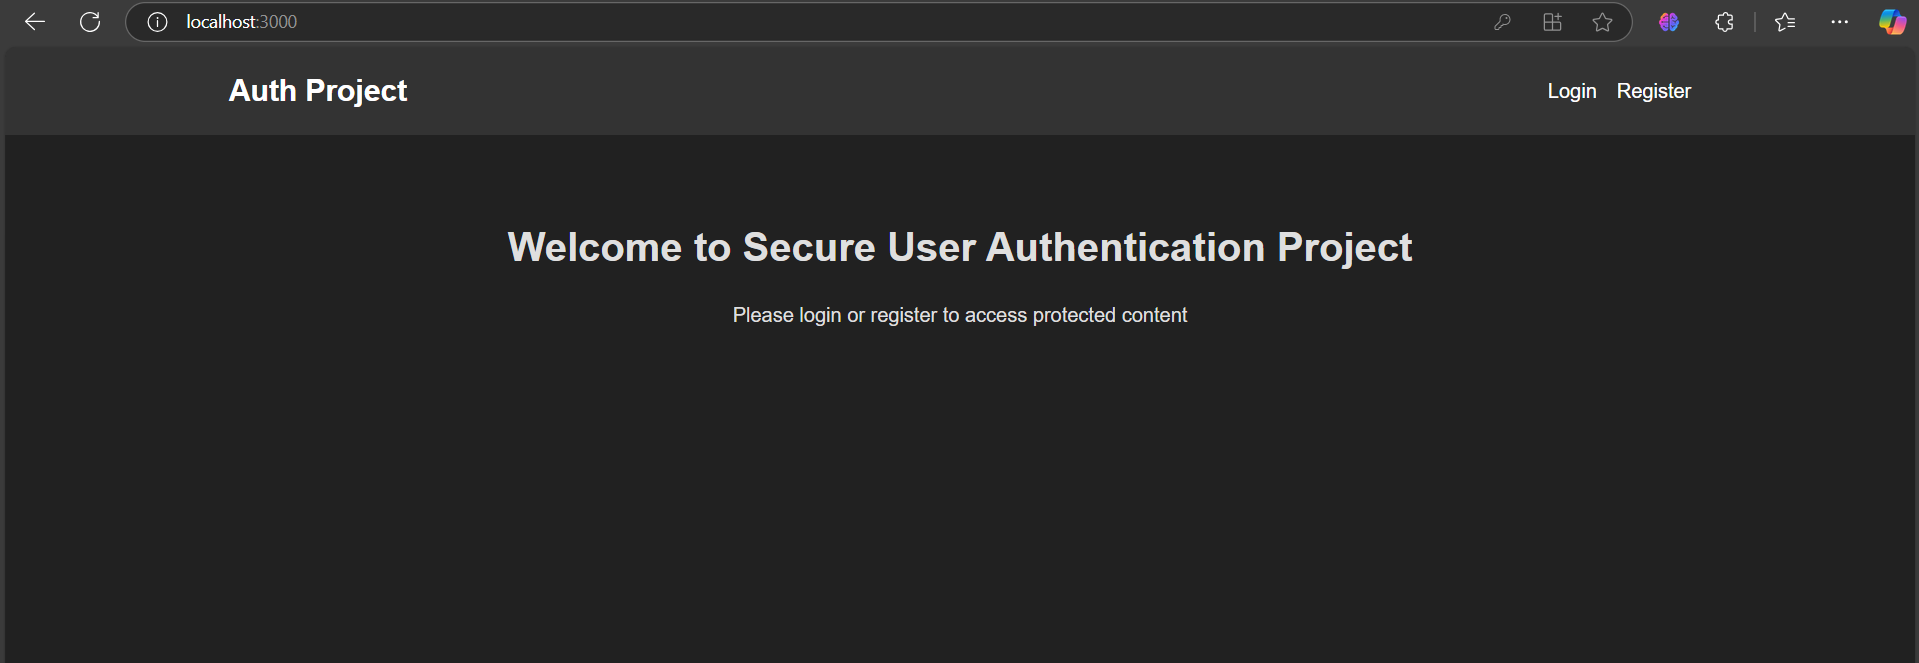 localhost:3000
Auth Project
Login Register
Welcome to Secure User Authentication Project
Please login or register to access protected content